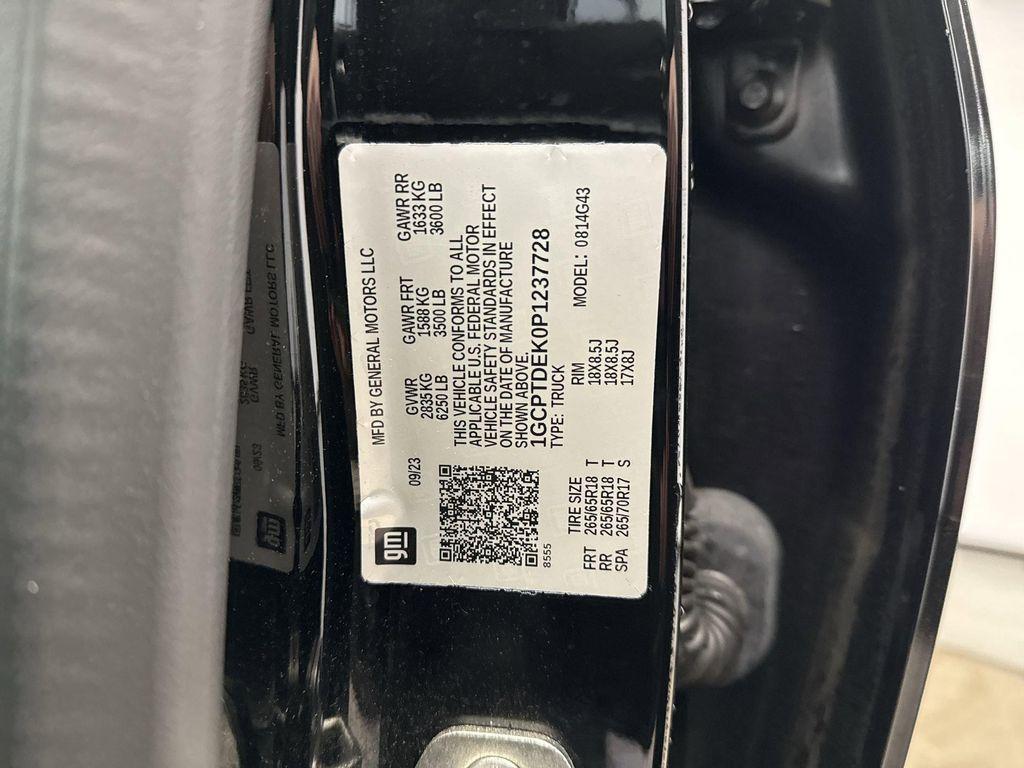 gm
MFD BY GENERAL MOTORS LLC
09/23 GVWR GAWR FRT GAWR RR
2835 KG 1588 KG 1633 KG
6250 LB 3500 LB 3600 LB
THIS VEHICLE CONFORMS TO ALL
APPLICABLE U.S. FEDERAL MOTOR
VEHICLE SAFETY STANDARDS IN EFFECT
ON THE DATE OF MANUFACTURE
SHOWN ABOVE.
1GCPTDEK0P1237728
8555 TYPE: TRUCK
TIRE SIZE RIM MODEL: 0814G43
FRT 265/65R18 T 18X8.5J
RR 265/65R18 T 18X8.5J
SPA 265/70R17 S 17X8J